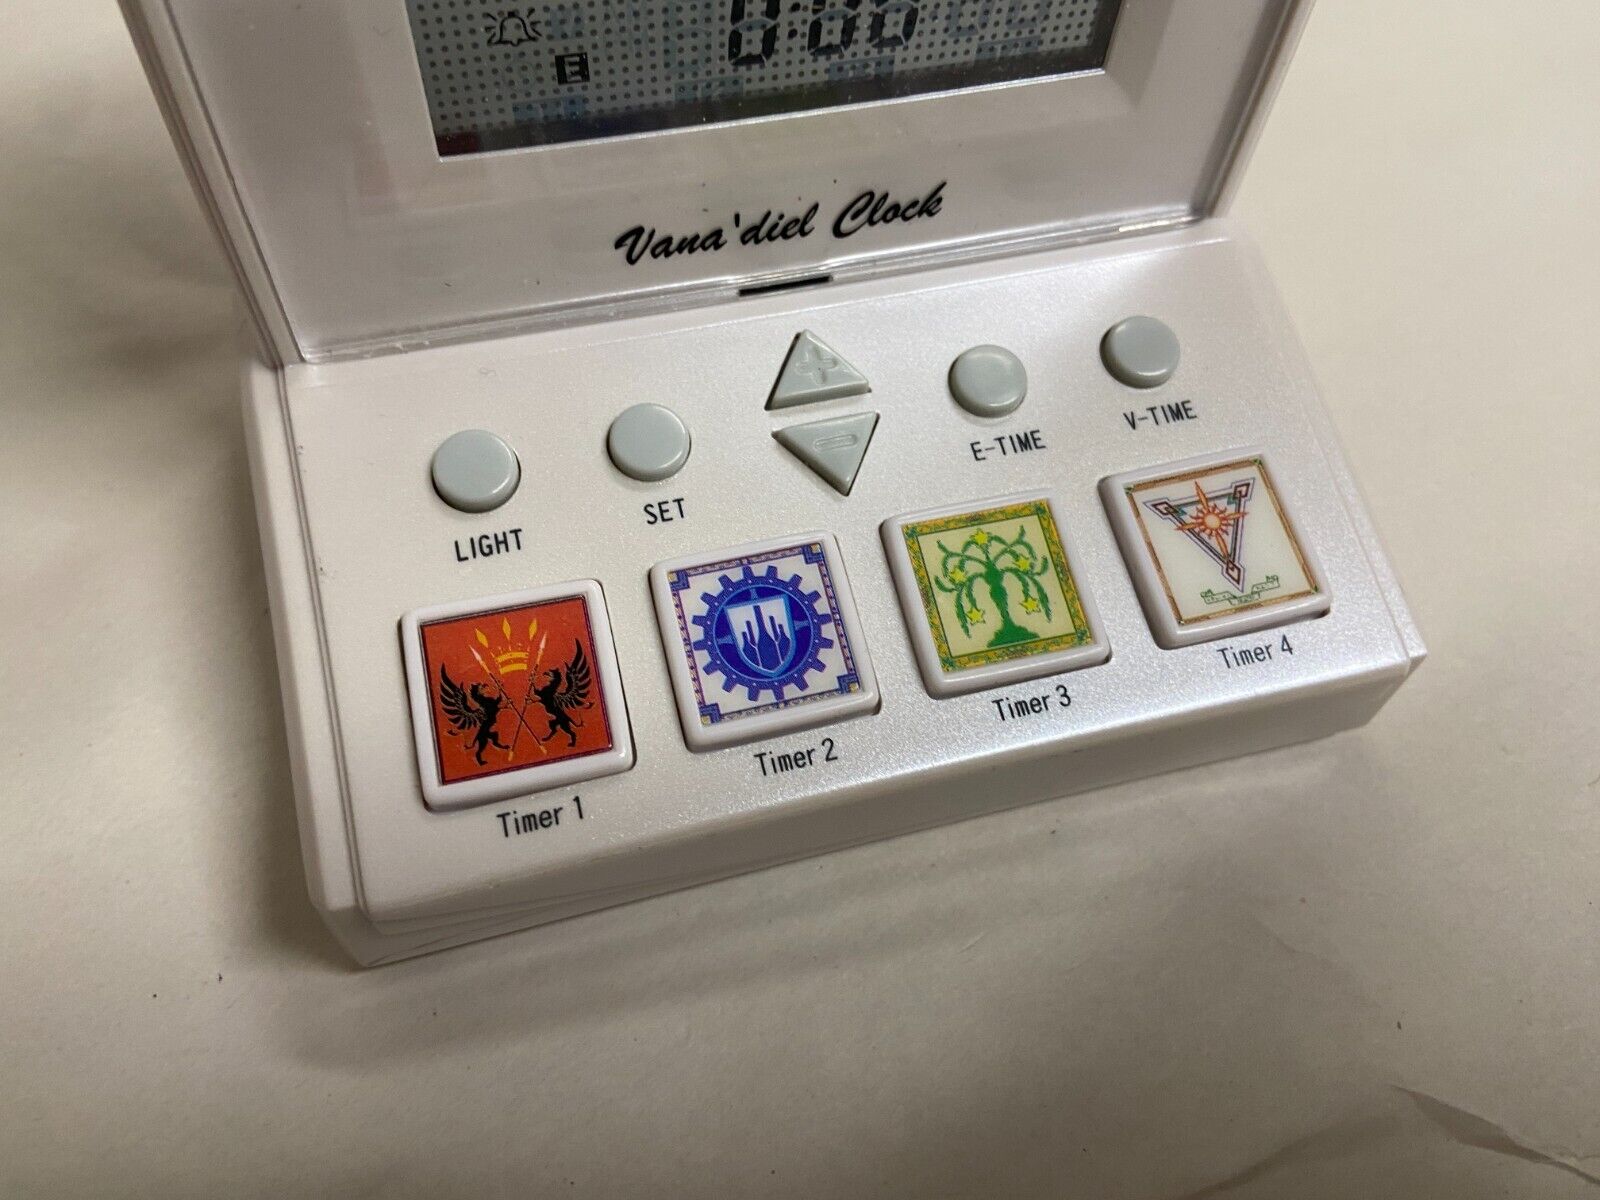 E
Vana'diel Clock
LIGHT
SET
+
-
E-TIME
V-TIME
Timer 1
Timer 2
Timer 3
Timer 4